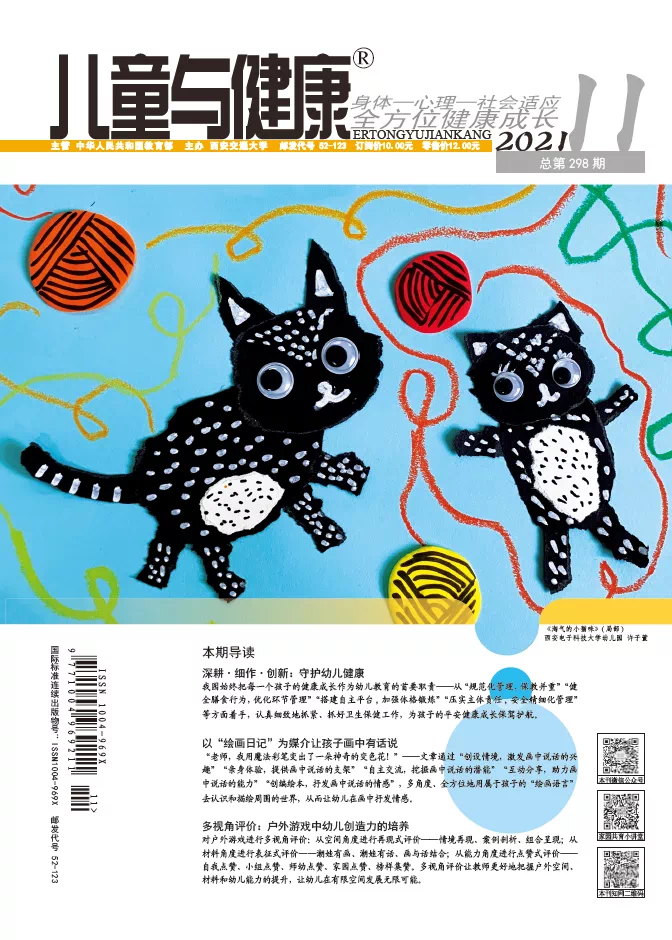 儿童与健康®
身体—心理—社会适应
全方位健康成长
ERTONGYUJIANKANG
2021
11
主管 中华人民共和国教育部 主办 西安交通大学 邮发代号 52-123 订阅价10.00元 零售价12.00元
总第 298 期
《淘气的小猫咪》(局部)
西安电子科技大学幼儿园 许子萱
本期导读
深耕·细作·创新：守护幼儿健康
我园始终把每一个孩子的健康成长作为幼儿教育的首要职责——从“规范化管理，保教并重”“健
全膳食行为，优化环节管理”“搭建自主平台，加强体格锻炼”“压实主体责任，安全精细化管理”
等方面着手，认真细致地抓紧、抓好卫生保健工作，为孩子的平安健康成长保驾护航。
以“绘画日记”为媒介让孩子画中有话说
“老师，我用魔法彩笔变出了一朵神奇的变色花！”——文章通过“创设情境，激发画中说话的兴
趣”“亲身体验，提供画中说话的支架”“自主交流，挖掘画中说话的潜能”“互动分享，助力画
中说话的能力”“创编绘本，抒发画中说话的情感”，多角度、全方位地用属于孩子的“绘画语言”
去认识和描绘周围的世界，从而让幼儿在画中抒发情感。
多视角评价：户外游戏中幼儿创造力的培养
对户外游戏进行多视角评价：从空间角度进行再现式评价——情境再现、案例剖析、组合呈现；从
材料角度进行表征式评价——潮娃有画、潮娃有话、画与话结合；从能力角度进行点赞式评价——
自我点赞、小组点赞、师幼点赞、家园点赞、榜样集赞。多视角评价让教师更好地把握户外空间、
材料和幼儿能力的提升，让幼儿在有限空间发展无限可能。
ISSN 1004-969X
9 771004 969211
11>
国际标准连续出版物号：ISSN1004-969X 邮发代号 52-123
本刊微信公众号
家园共育小讲堂
本刊知网二维码